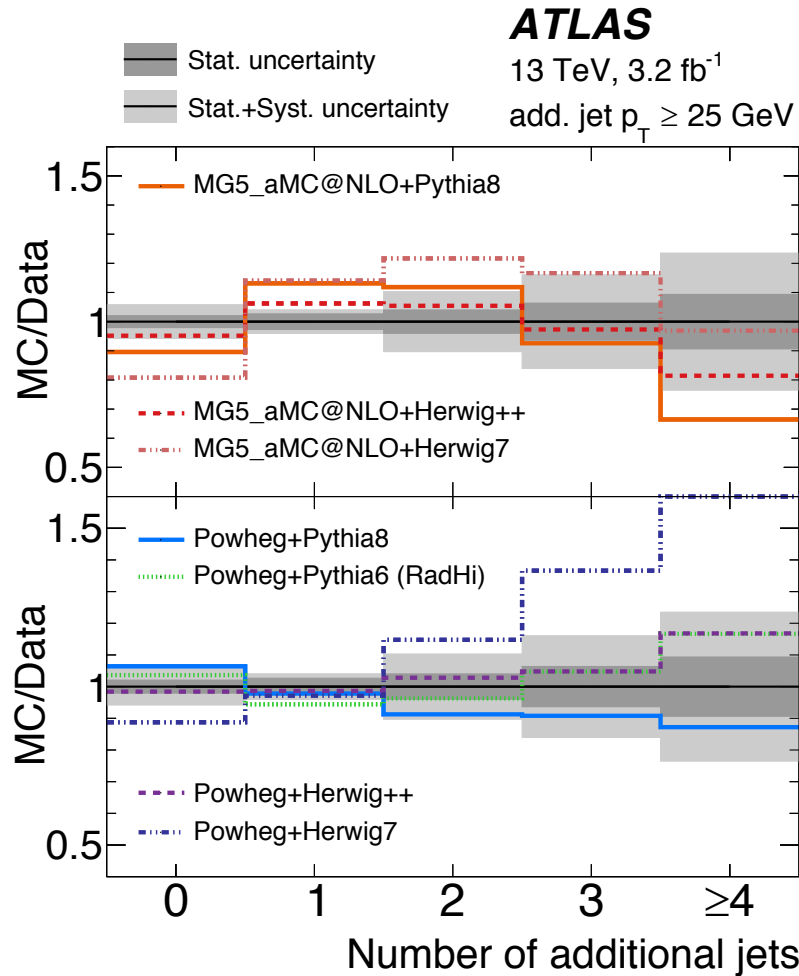 ATLAS
Stat. uncertainty
13 TeV, 3.2 fb⁻¹
Stat.+Syst. uncertainty
add. jet p_T ≥ 25 GeV
MC/Data
1.5
1
0.5
MG5_aMC@NLO+Pythia8
MG5_aMC@NLO+Herwig++
MG5_aMC@NLO+Herwig7
MC/Data
1.5
1
0.5
Powheg+Pythia8
Powheg+Pythia6 (RadHi)
Powheg+Herwig++
Powheg+Herwig7
0 1 2 3 ≥4
Number of additional jets